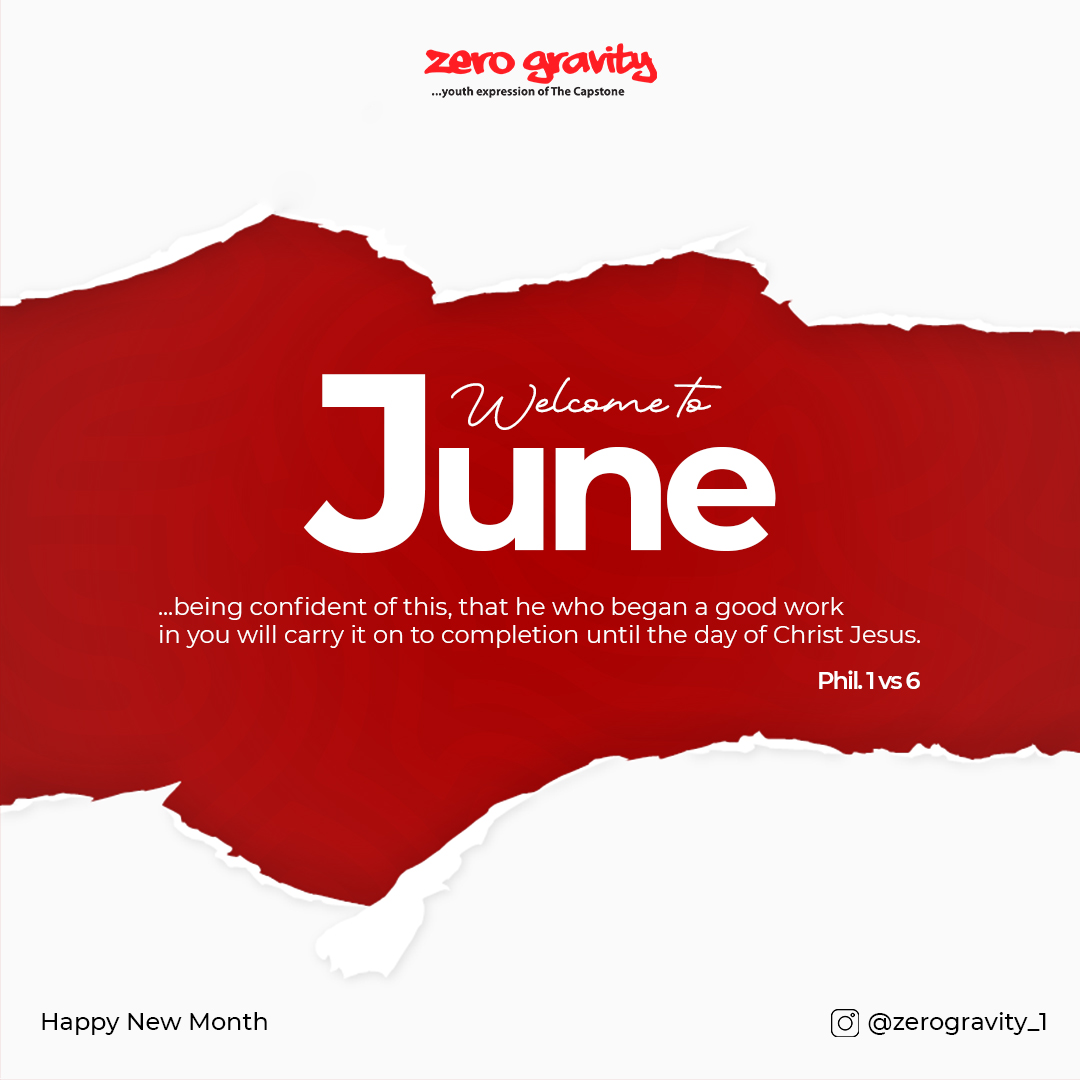 zero gravity
...youth expression of The Capstone
Welcome to
June
...being confident of this, that he who began a good work
in you will carry it on to completion until the day of Christ Jesus.
Phil. 1 vs 6
Happy New Month
@zerogravity_1